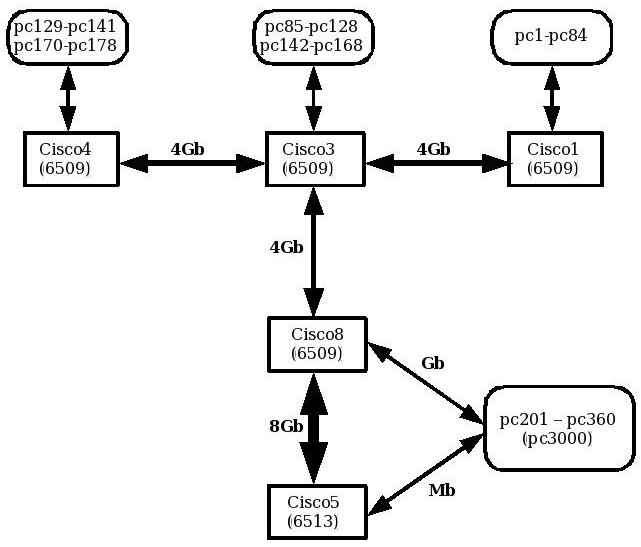 pc129-pc141
pc170-pc178
pc85-pc128
pc142-pc168
pc1-pc84
Cisco4
(6509)
4Gb
Cisco3
(6509)
4Gb
Cisco1
(6509)
4Gb
Cisco8
(6509)
Gb
8Gb
pc201 – pc360
(pc3000)
Mb
Cisco5
(6513)